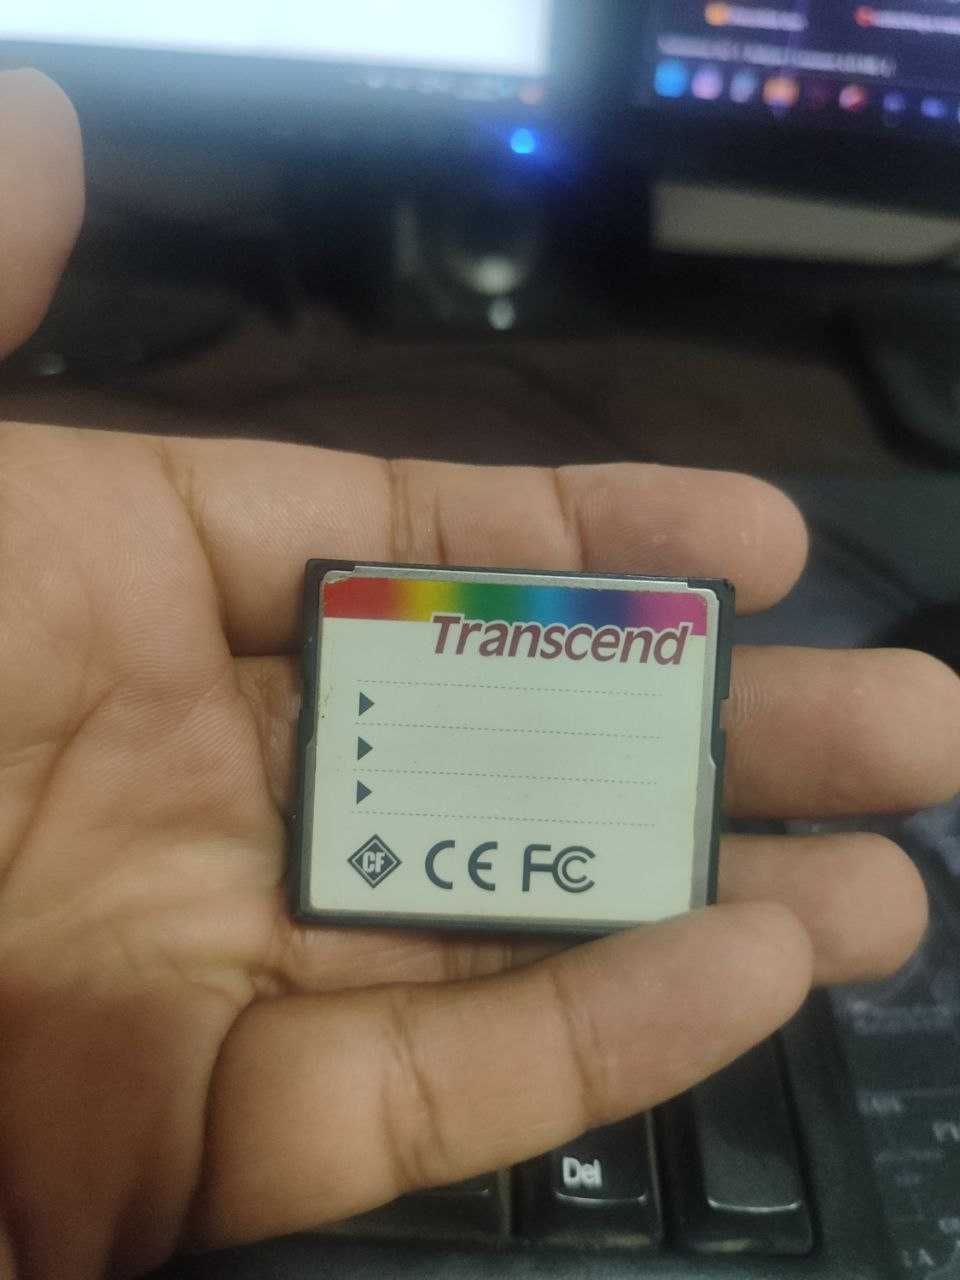 Transcend
CF CE FC
Del